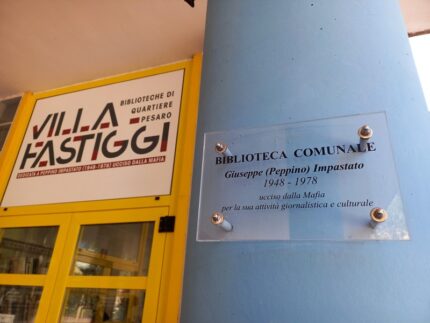 BIBLIOTECHE DI
QUARTIERE
PESARO
VILLA
FASTIGGI
DEDICATA A PEPPINO IMPASTATO (1948-1978) UCCISO DALLA MAFIA
BIBLIOTECA COMUNALE
Giuseppe (Peppino) Impastato
1948 - 1978
ucciso dalla Mafia
per la sua attività giornalistica e culturale